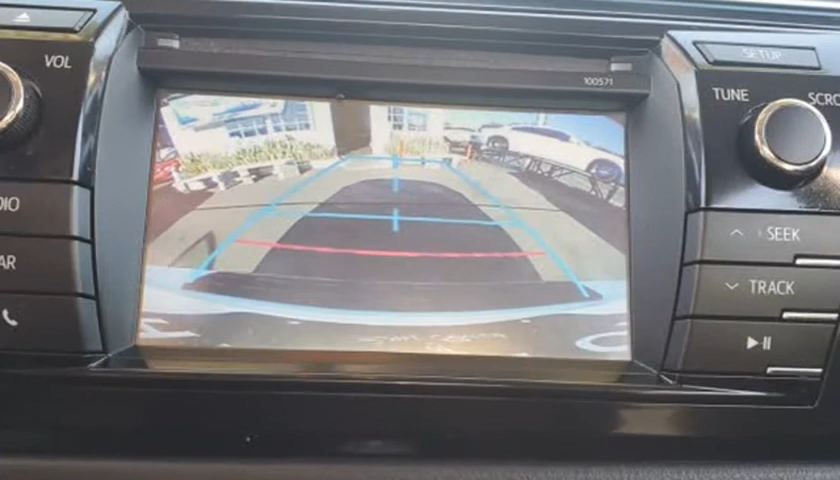 VOL
100571
SETUP
TUNE
SCRO
DIO
AR
SEEK
TRACK